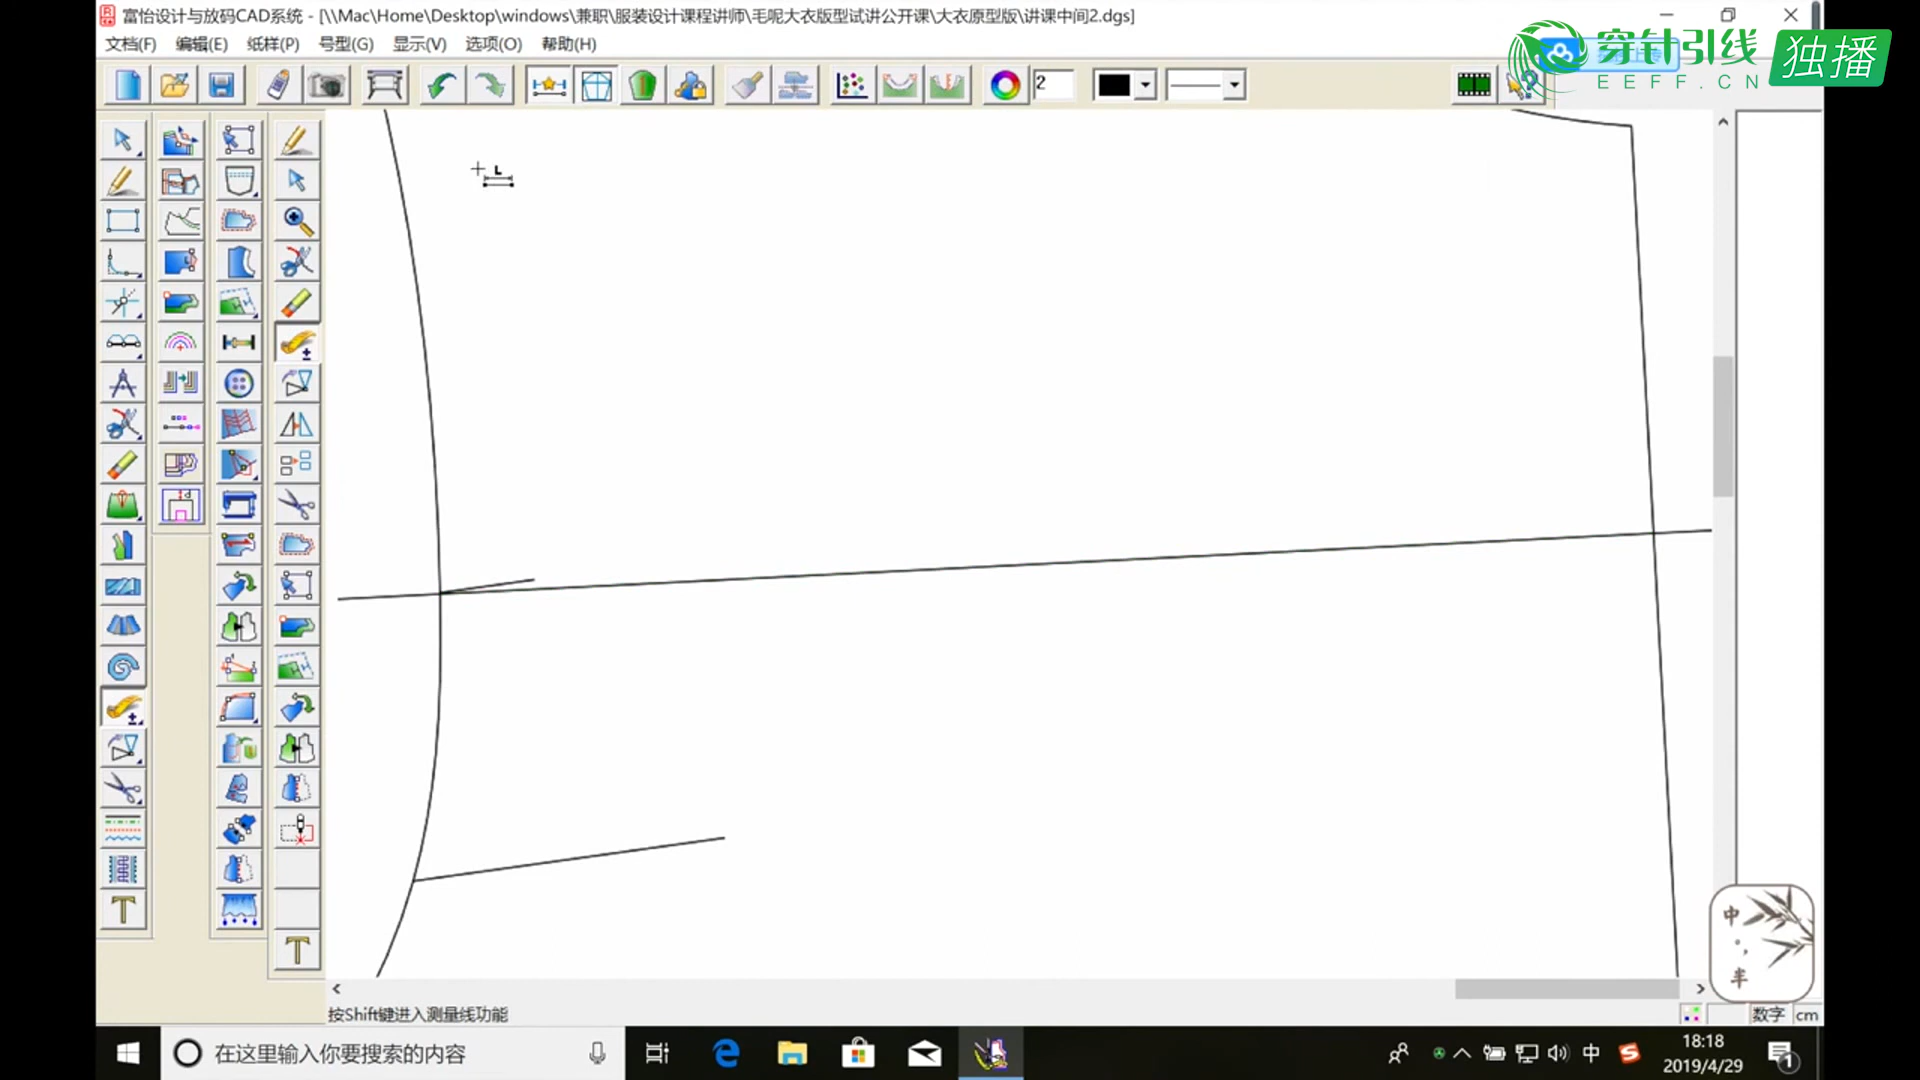 富怡设计与放码CAD系统 - [\\Mac\Home\Desktop\windows\兼职\服装设计课程讲师\毛呢大衣版型试讲公开课\大衣原型版\讲课中间2.dgs]
文档(F) 编辑(E) 纸样(P) 号型(G) 显示(V) 选项(O) 帮助(H)
穿针引线
EEFF.CN
独播
2
L
中
半
按Shift键进入测量线功能
数字 cm
在这里输入你要搜索的内容
中
18:18
2019/4/29
1